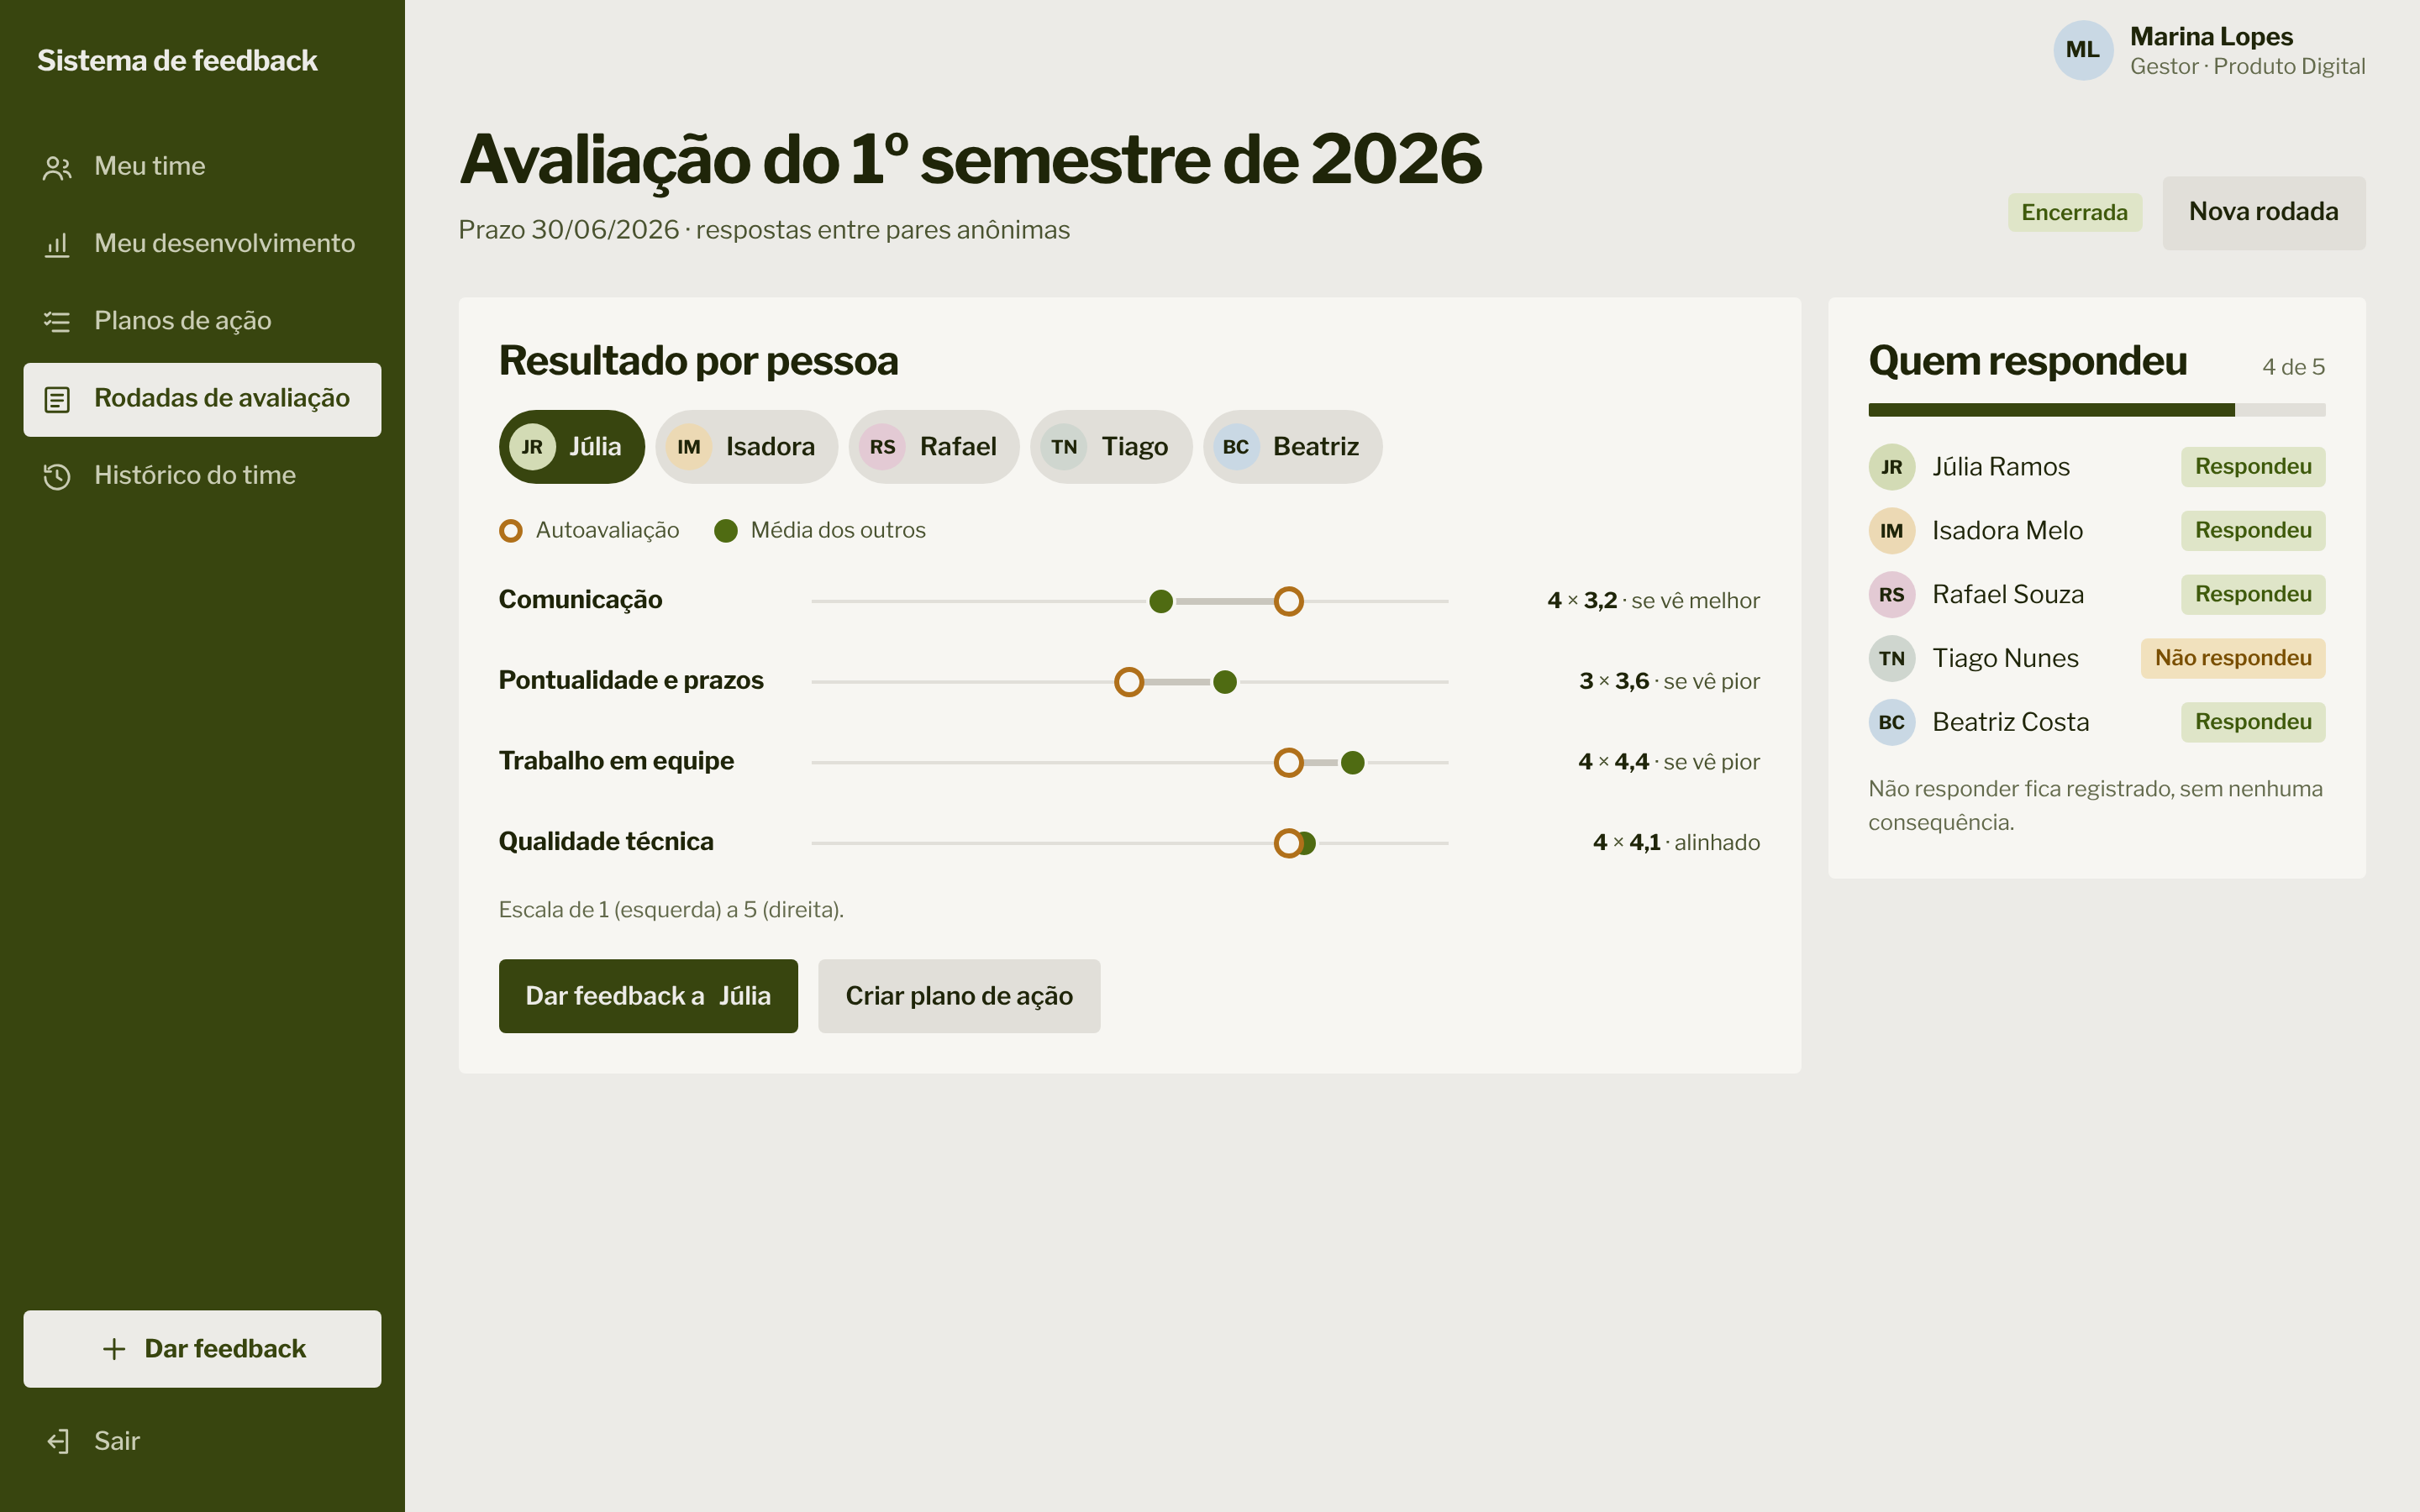 Sistema de feedback
Meu time
Meu desenvolvimento
Planos de ação
Rodadas de avaliação
Histórico do time
Dar feedback
Sair
ML
Marina Lopes
Gestor · Produto Digital
Avaliação do 1º semestre de 2026
Prazo 30/06/2026 · respostas entre pares anônimas
Encerrada
Nova rodada
Resultado por pessoa
JR Júlia IM Isadora RS Rafael TN Tiago BC Beatriz
Autoavaliação Média dos outros
Comunicação 4 × 3,2 · se vê melhor
Pontualidade e prazos 3 × 3,6 · se vê pior
Trabalho em equipe 4 × 4,4 · se vê pior
Qualidade técnica 4 × 4,1 · alinhado
Escala de 1 (esquerda) a 5 (direita).
Dar feedback a Júlia Criar plano de ação
Quem respondeu 4 de 5
JR Júlia Ramos Respondeu
IM Isadora Melo Respondeu
RS Rafael Souza Respondeu
TN Tiago Nunes Não respondeu
BC Beatriz Costa Respondeu
Não responder fica registrado, sem nenhuma
consequência.